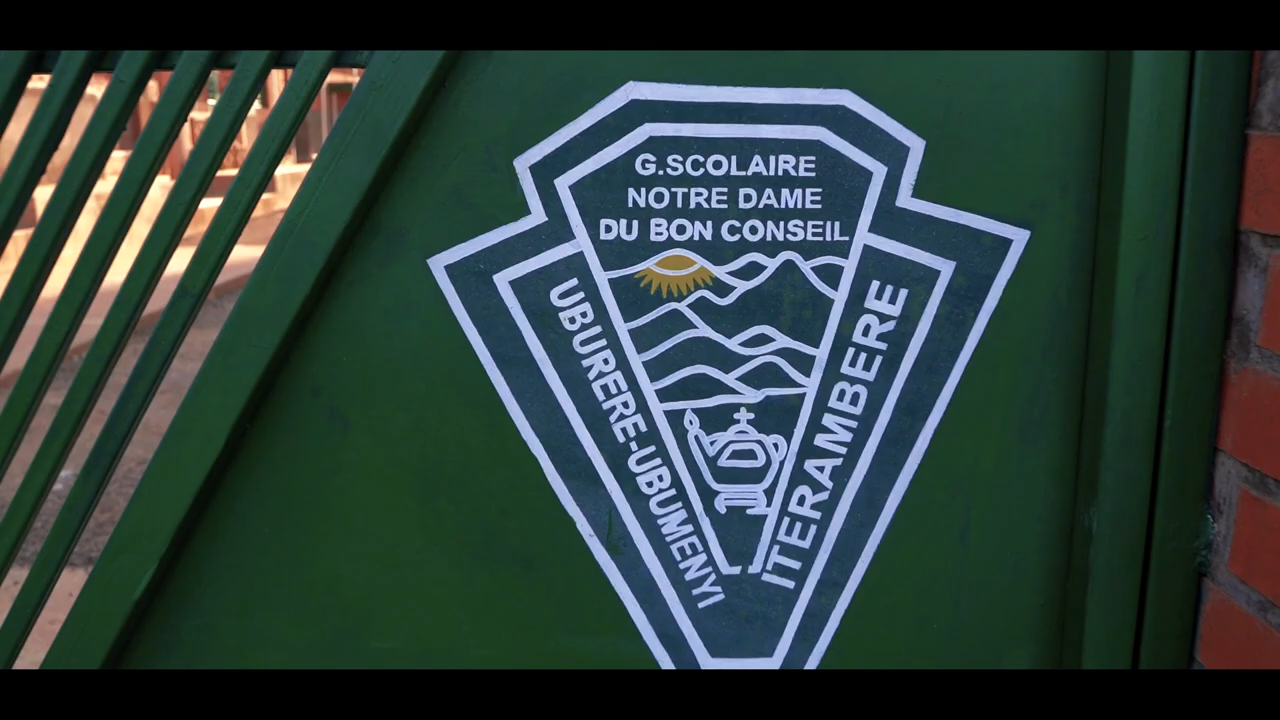 G.SCOLAIRE
NOTRE DAME
DU BON CONSEIL
UBURERE-UBUMENYI
ITERAMBERE